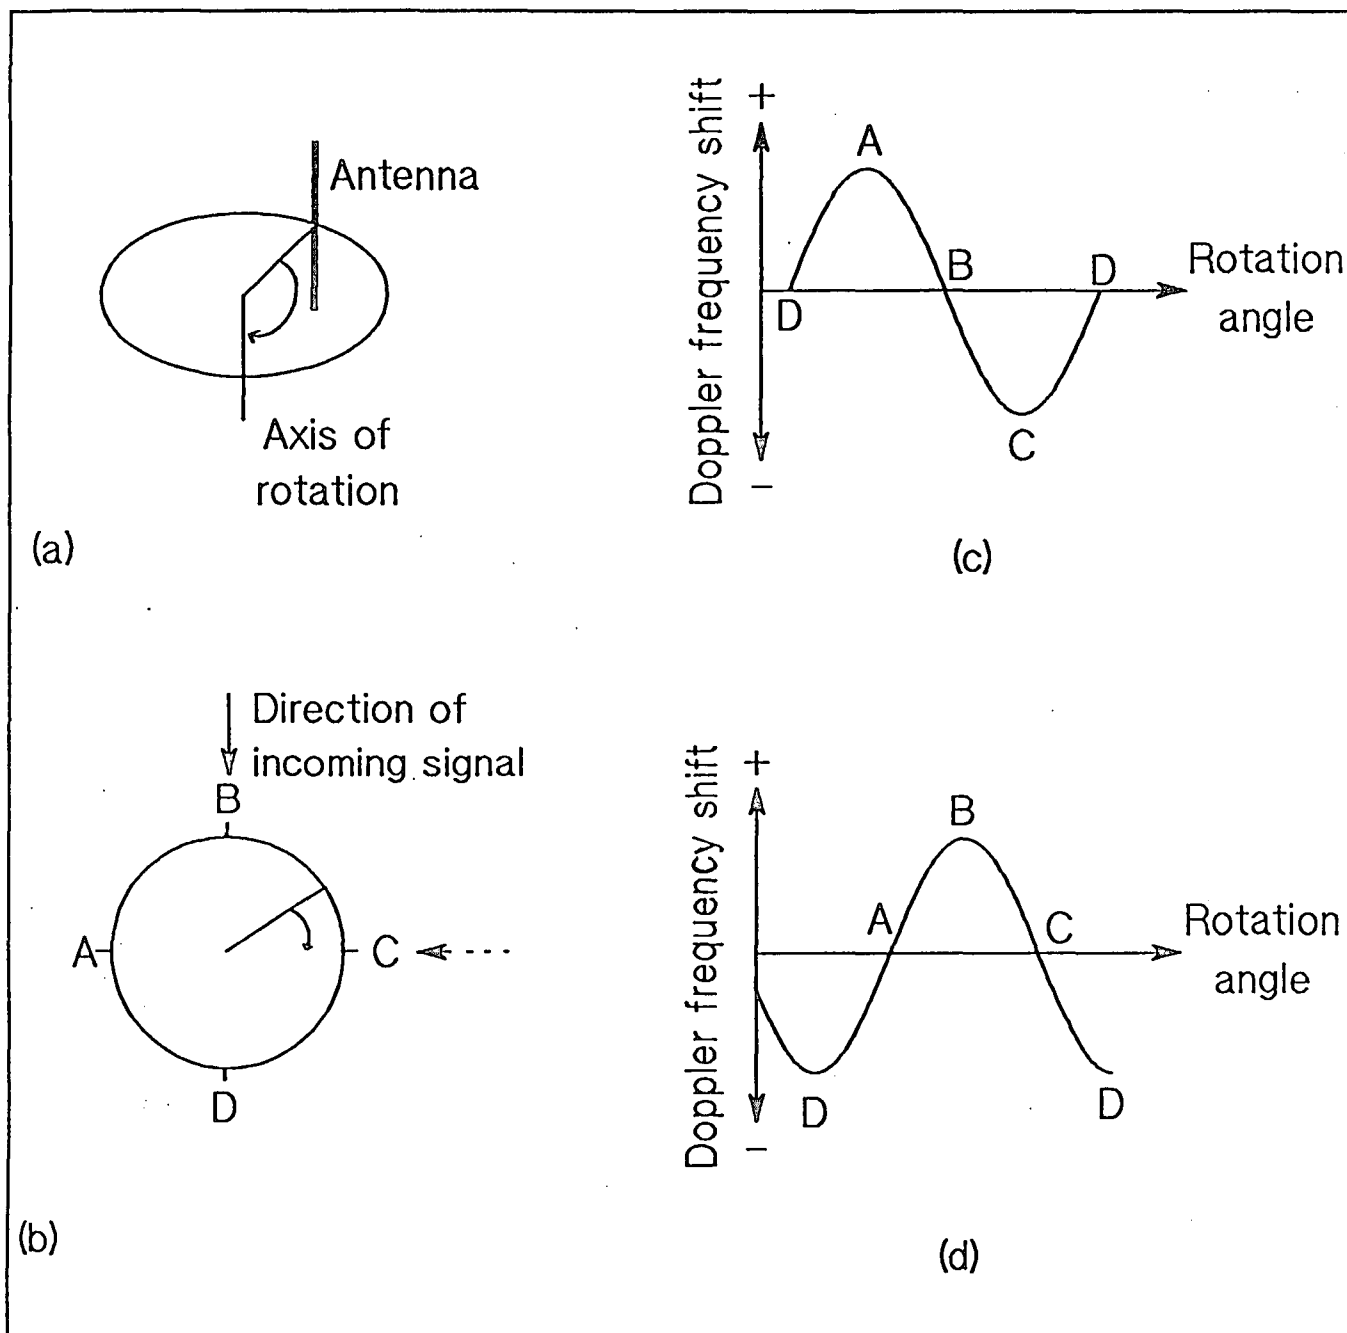 Antenna
Axis of
rotation
(a)
+
Doppler frequency shift
A
B
D
D
C
Rotation
angle
−
(c)
Direction of
incoming signal
B
A
C
D
(b)
+
Doppler frequency shift
B
A
C
D
D
Rotation
angle
−
(d)